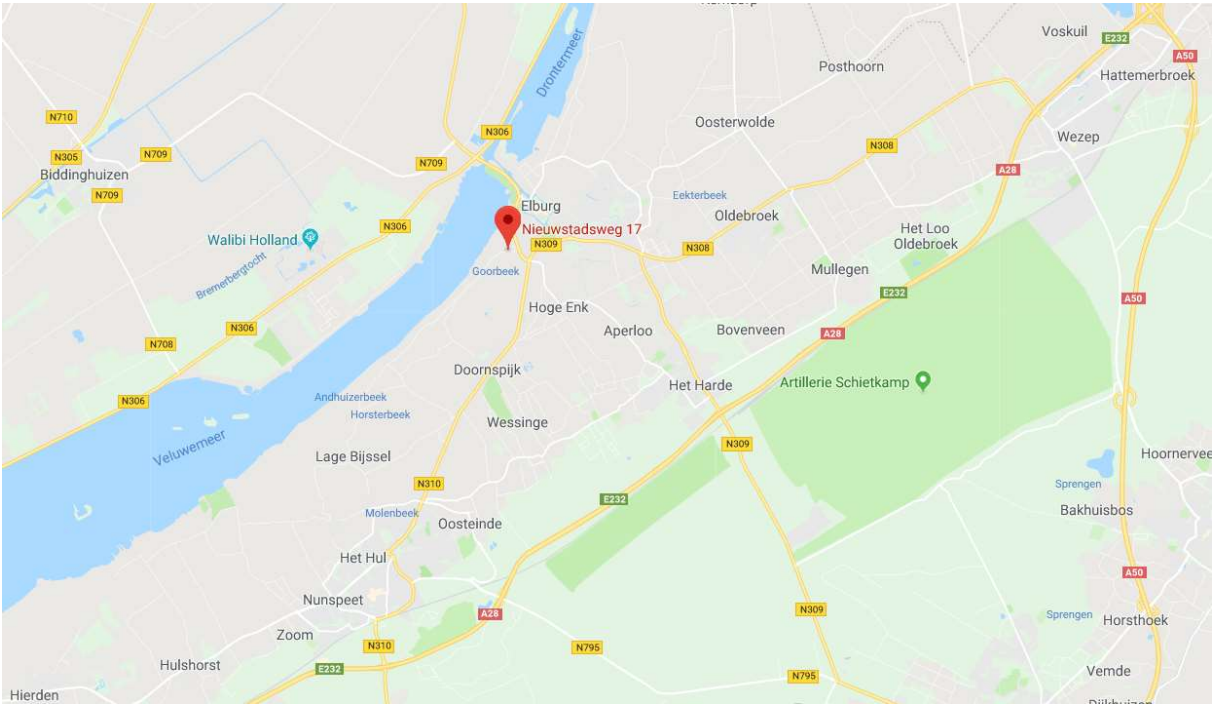 Voskuil
E232
A50
Posthoorn
Hattemerbroek
Drontermeer
N710
Oosterwolde
N306
Wezep
N308
N305
N709
N709
Biddinghuizen
A28
N709
Eekterbeek
Elburg
Oldebroek
Nieuwstadsweg 17
N306
Het Loo
Oldebroek
Walibi Holland
N309
N308
Goorbeek
Mullegen
Bremerbergtocht
E232
A50
Hoge Enk
N306
Aperloo
Bovenveen
A28
N708
Doornspijk
Het Harde
Artillerie Schietkamp
Andhuizerbeek
N306
Horsterbeek
Wessinge
Veluwemeer
N309
Lage Bijssel
Hoornervee
N310
Sprengen
E232
Molenbeek
Bakhuisbos
Oosteinde
Het Hul
A50
Nunspeet
A28
N309
Sprengen
Horsthoek
Zoom
N310
N795
Hulshorst
E232
Vemde
N795
Hierden